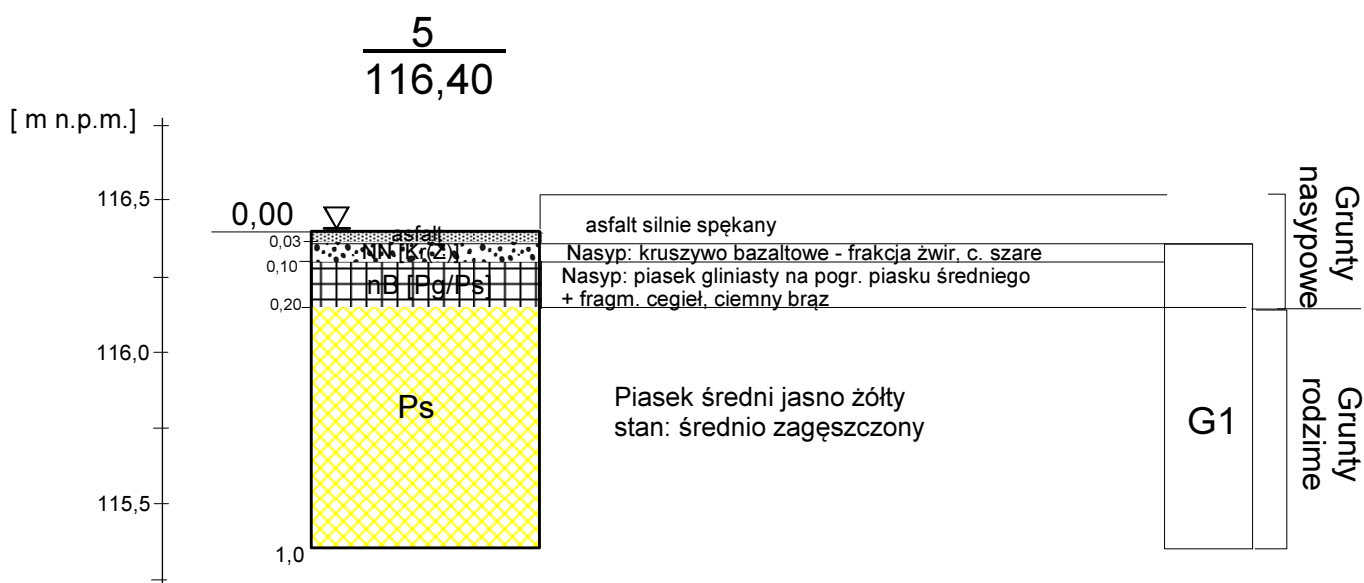 5
116,40
[ m n.p.m.]
116,5
0,00
asfalt silnie spękany
asfalt
0,03
NN [Kr(Ż)]
Nasyp: kruszywo bazaltowe - frakcja żwir, c. szare
0,10
nB [Pg/Ps]
Nasyp: piasek gliniasty na pogr. piasku średniego
+ fragm. cegieł, ciemny brąz
0,20
Grunty
nasypowe
116,0
Ps
Piasek średni jasno żółty
stan: średnio zagęszczony
G1
Grunty
rodzime
115,5
1,0